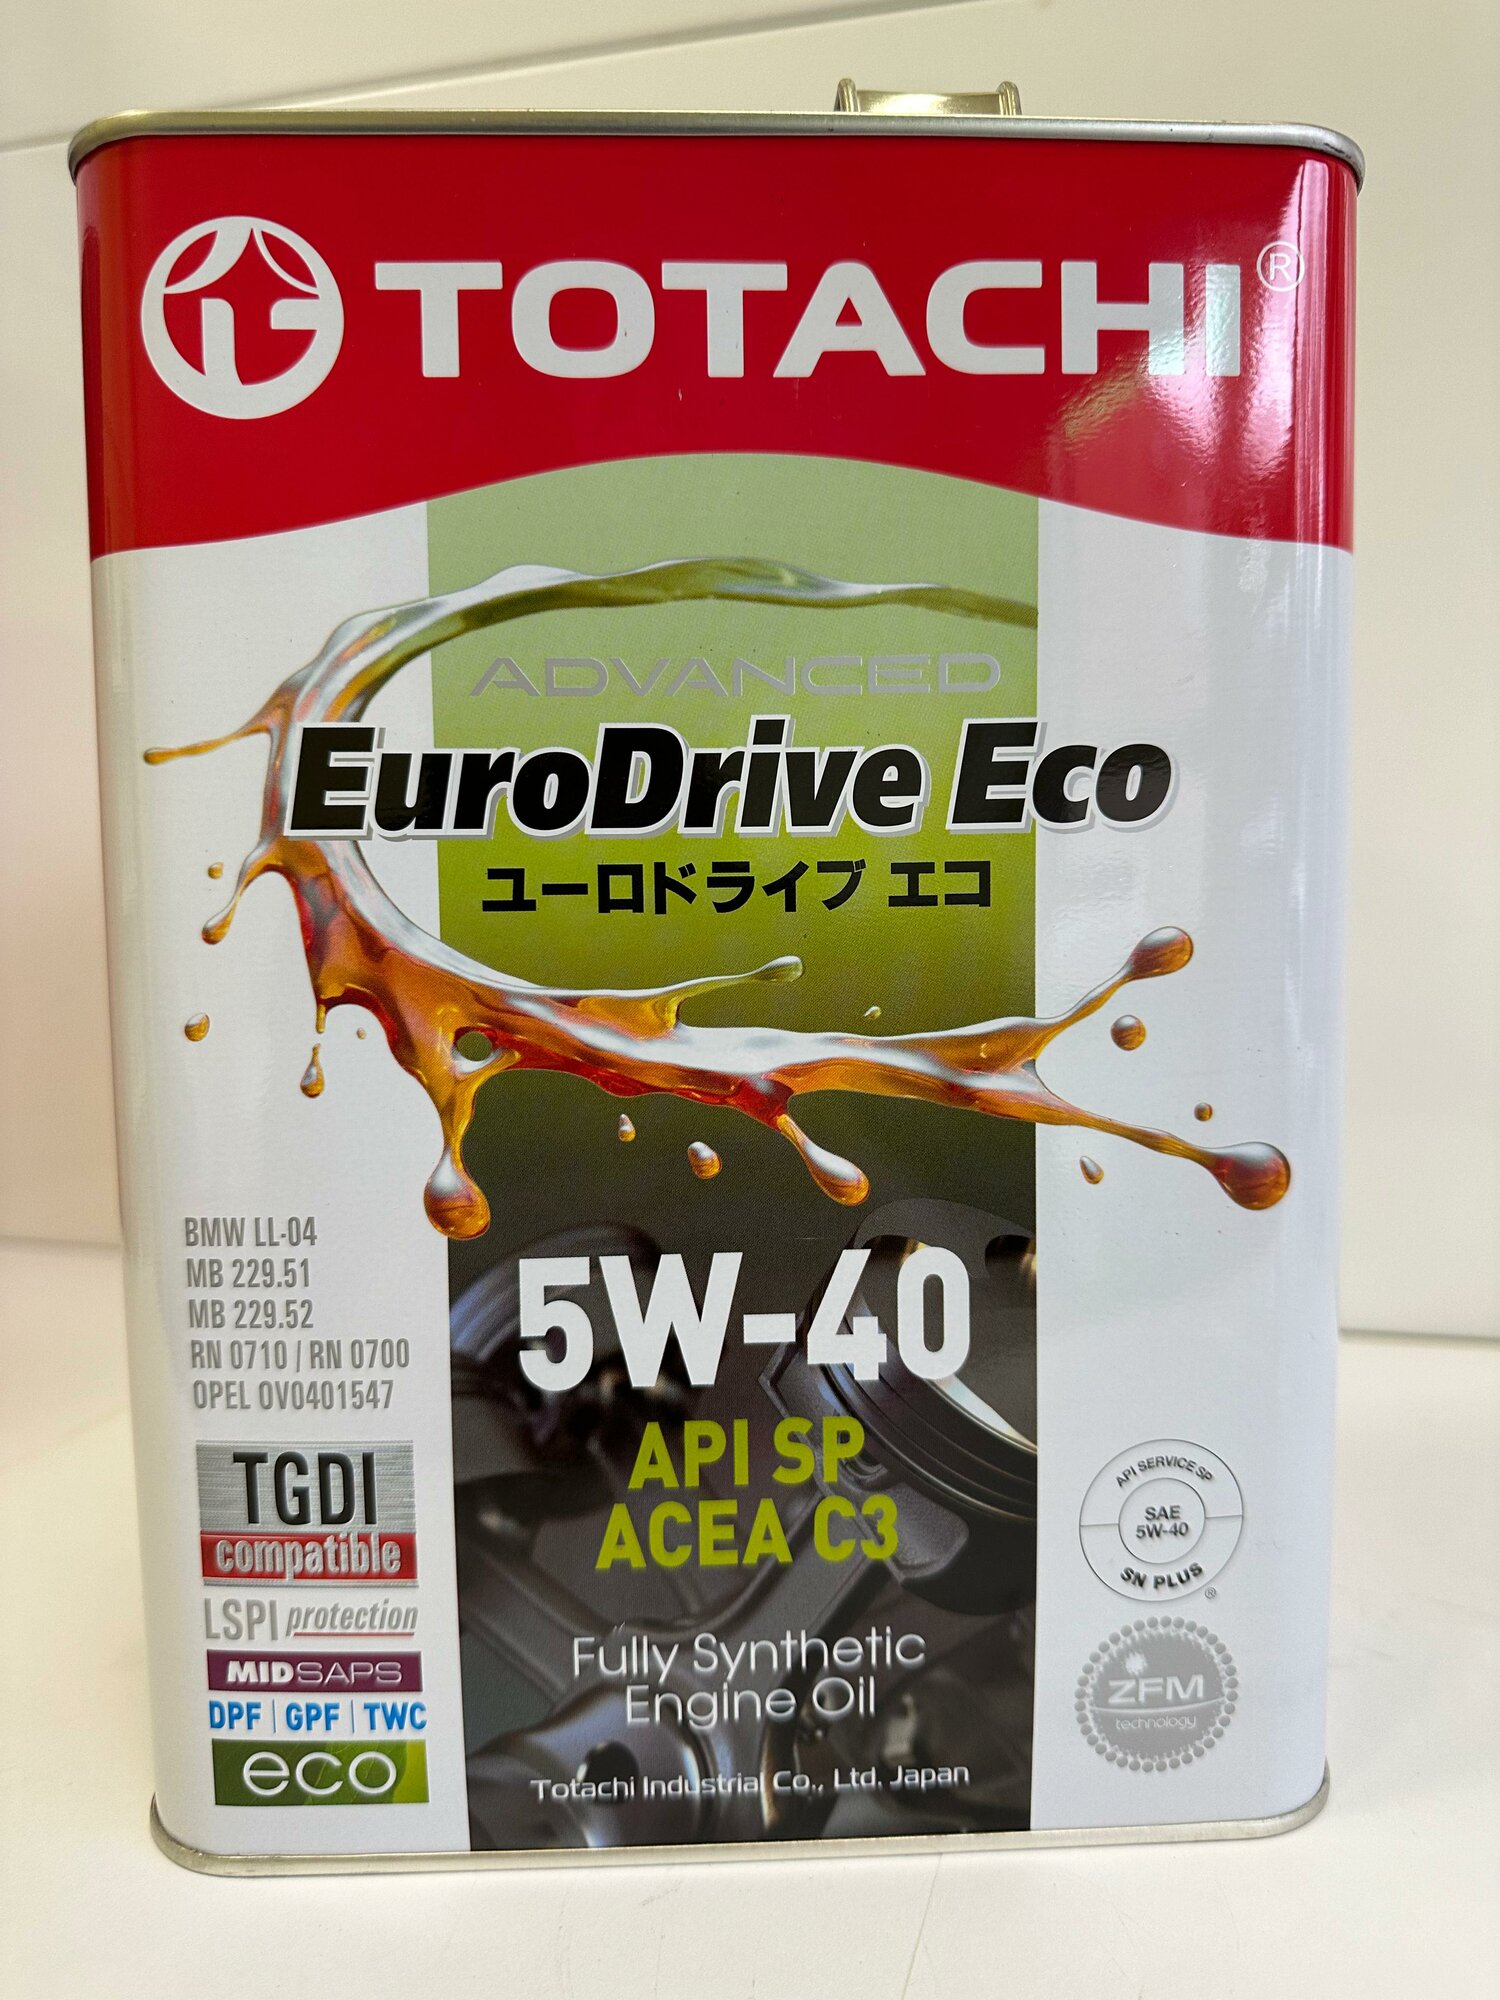 TOTACHI®
ADVANCED
EuroDrive Eco
ユーロドライブ エコ
BMW LL-04
MB 229.51
MB 229.52
RN 0710 / RN 0700
OPEL OV0401547
TGDI
compatible
LSPI protection
MIDSAPS
DPF | GPF | TWC
eco
5W-40
API SP
ACEA C3
Fully Synthetic
Engine Oil
Totachi Industrial Co., Ltd. Japan
API SERVICE SP
SAE
5W-40
SN PLUS
®
ZFM
technology